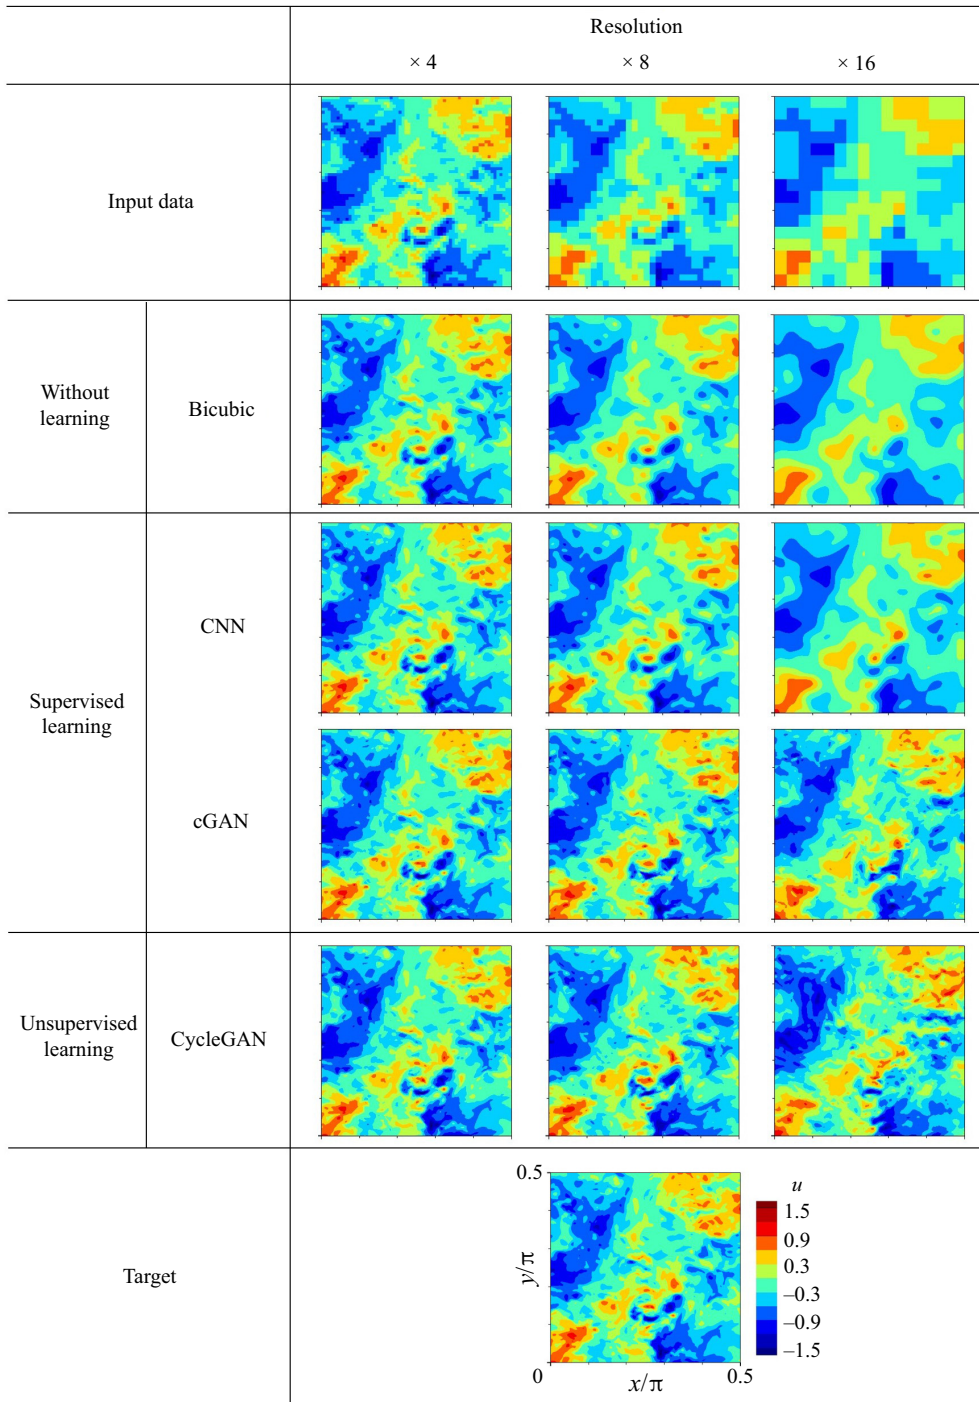 Resolution
× 4 × 8 × 16
Input data
Without
learning
Bicubic
Supervised
learning
CNN
cGAN
Unsupervised
learning
CycleGAN
Target
0.5
y/π
0
x/π
0.5
u
1.5
0.9
0.3
–0.3
–0.9
–1.5